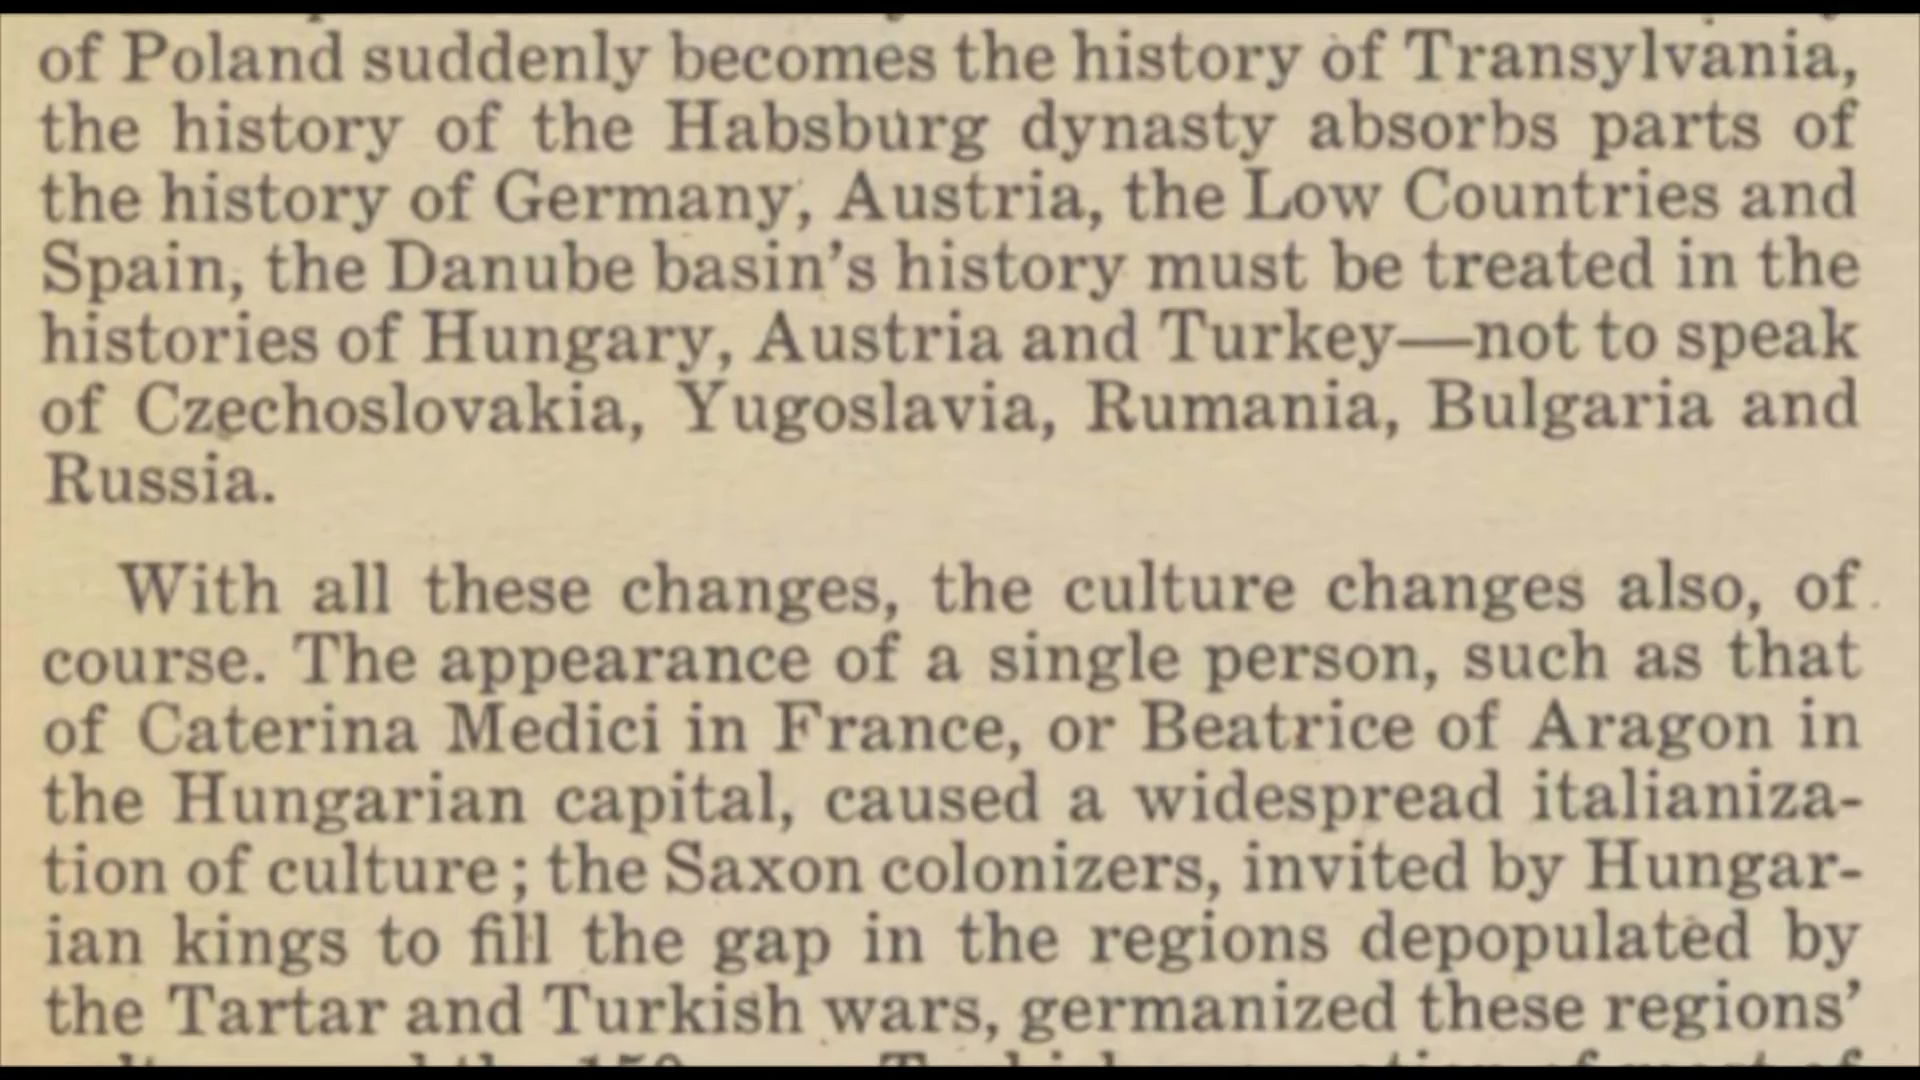 of Poland suddenly becomes the history of Transylvania,
the history of the Habsburg dynasty absorbs parts of
the history of Germany, Austria, the Low Countries and
Spain, the Danube basin’s history must be treated in the
histories of Hungary, Austria and Turkey—not to speak
of Czechoslovakia, Yugoslavia, Rumania, Bulgaria and
Russia.
With all these changes, the culture changes also, of
course. The appearance of a single person, such as that
of Caterina Medici in France, or Beatrice of Aragon in
the Hungarian capital, caused a widespread italianiza-
tion of culture; the Saxon colonizers, invited by Hungar-
ian kings to fill the gap in the regions depopulated by
the Tartar and Turkish wars, germanized these regions’